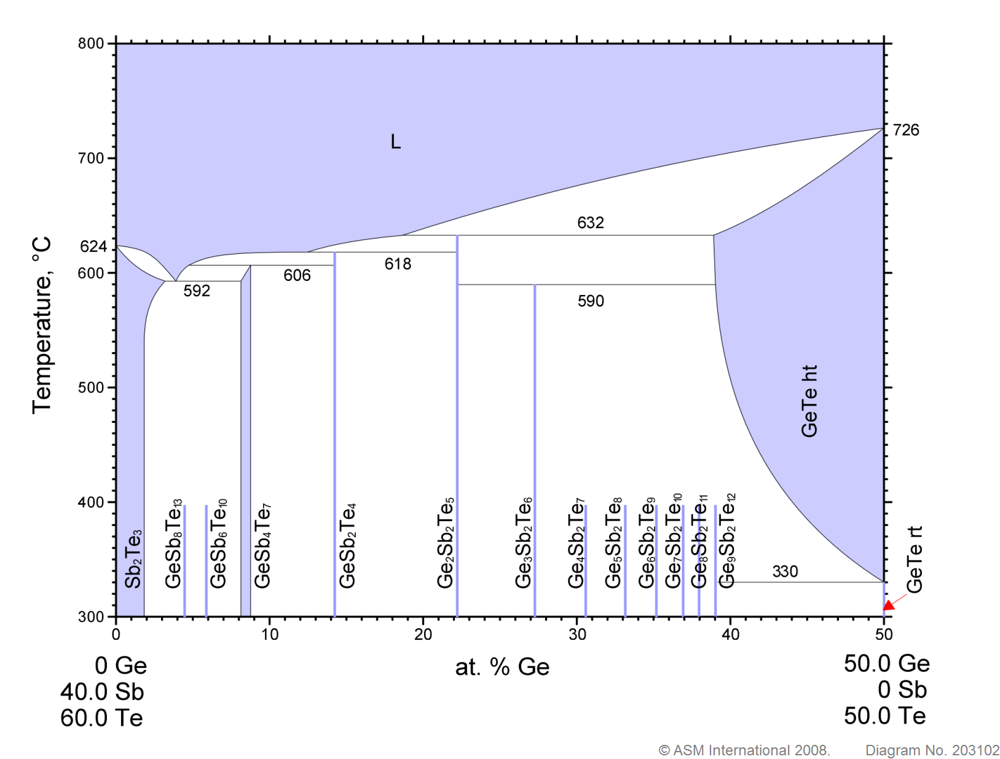 800
700
600
500
400
300
Temperature, °C
624
726
L
632
592
606
618
590
330
GeTe ht
GeTe rt
Sb₂Te₃
GeSb₈Te₁₃
GeSb₆Te₁₀
GeSb₄Te₇
GeSb₂Te₄
Ge₂Sb₂Te₅
Ge₃Sb₂Te₆
Ge₄Sb₂Te₇
Ge₅Sb₂Te₈
Ge₆Sb₂Te₉
Ge₇Sb₂Te₁₀
Ge₈Sb₂Te₁₁
Ge₉Sb₂Te₁₂
0 10 20 30 40 50
at. % Ge
0 Ge
40.0 Sb
60.0 Te
50.0 Ge
0 Sb
50.0 Te
© ASM International 2008. Diagram No. 203102